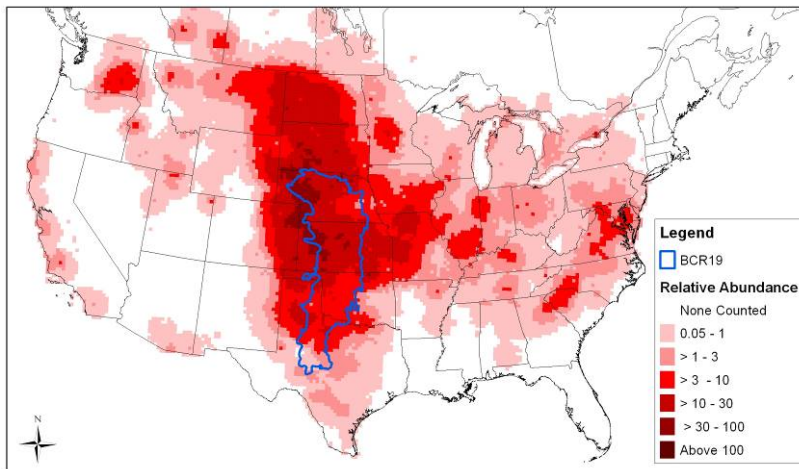 Legend
BCR19
Relative Abundance
None Counted
0.05 - 1
> 1 - 3
> 3 - 10
> 10 - 30
> 30 - 100
Above 100
N